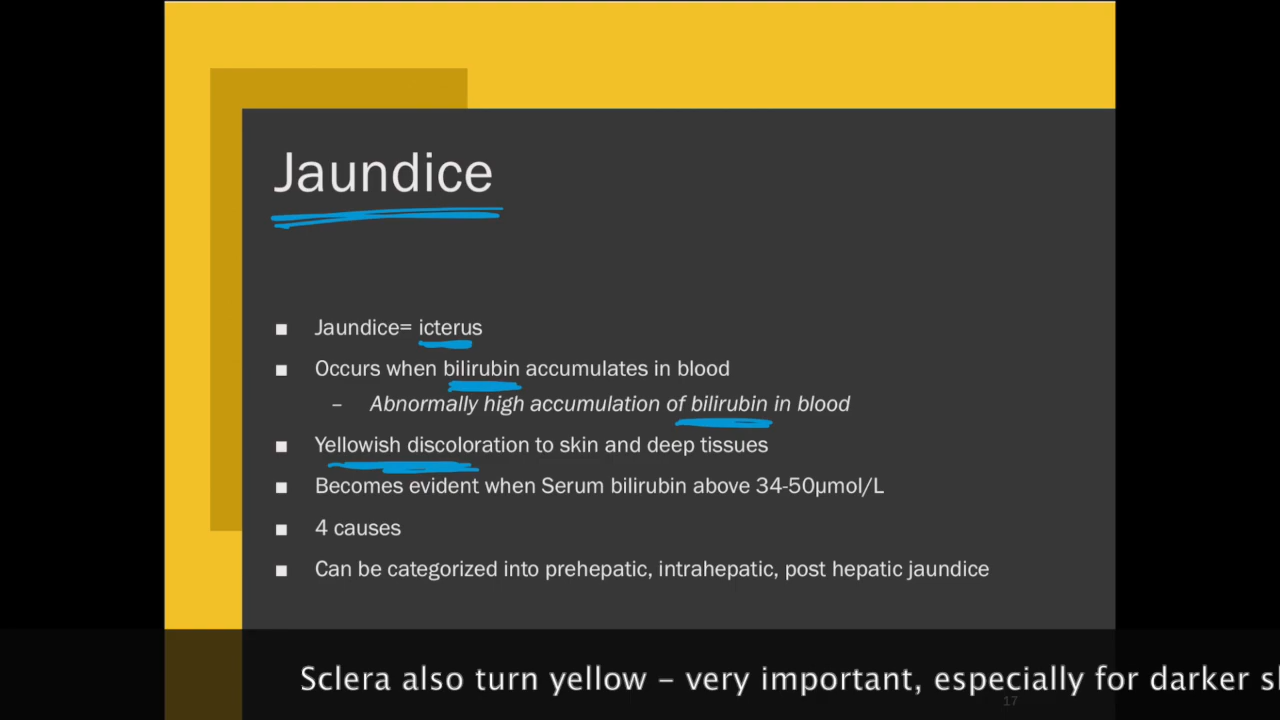 Jaundice
Jaundice= icterus
Occurs when bilirubin accumulates in blood
– Abnormally high accumulation of bilirubin in blood
Yellowish discoloration to skin and deep tissues
Becomes evident when Serum bilirubin above 34-50µmol/L
4 causes
Can be categorized into prehepatic, intrahepatic, post hepatic jaundice
Sclera also turn yellow – very important, especially for darker
17